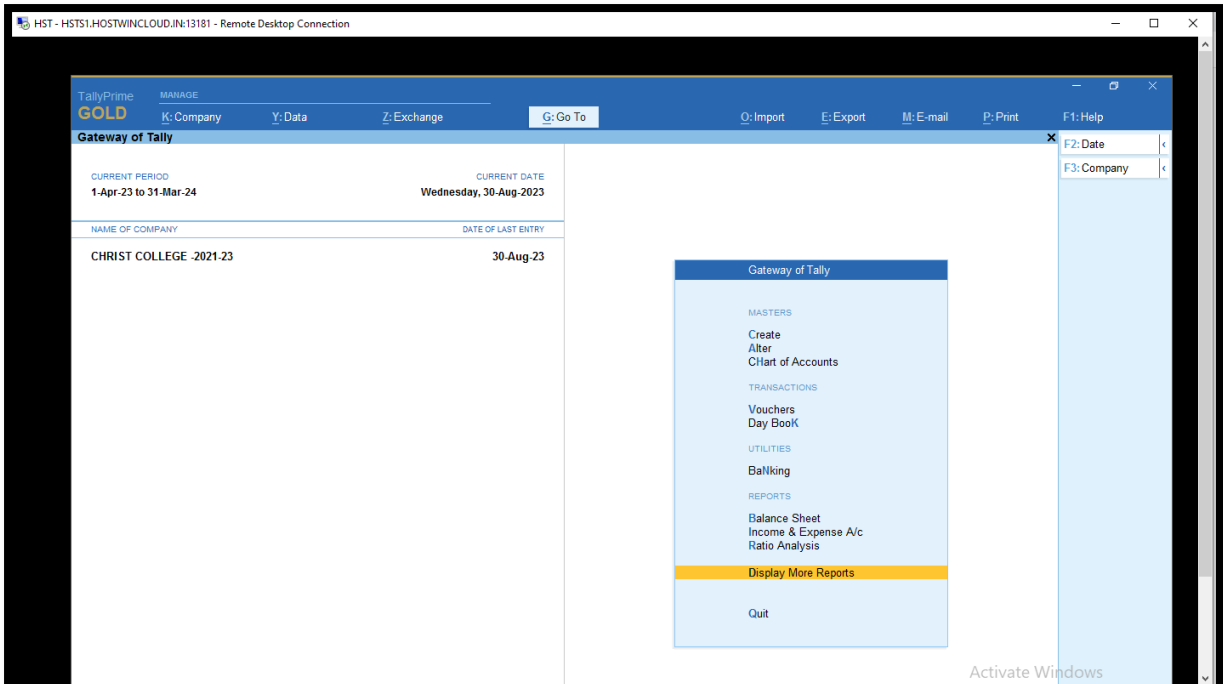 HST - HSTS1.HOSTWINCLOUD.IN:13181 - Remote Desktop Connection
TallyPrime
GOLD
MANAGE
K: Company
Y: Data
Z: Exchange
G: Go To
O: Import
E: Export
M: E-mail
P: Print
F1: Help
Gateway of Tally
F2: Date
F3: Company
CURRENT PERIOD
CURRENT DATE
1-Apr-23 to 31-Mar-24
Wednesday, 30-Aug-2023
NAME OF COMPANY
DATE OF LAST ENTRY
CHRIST COLLEGE -2021-23
30-Aug-23
Gateway of Tally
MASTERS
Create
Alter
CHart of Accounts
TRANSACTIONS
Vouchers
Day BooK
UTILITIES
BaNking
REPORTS
Balance Sheet
Income & Expense A/c
Ratio Analysis
Display More Reports
Quit
Activate Windows